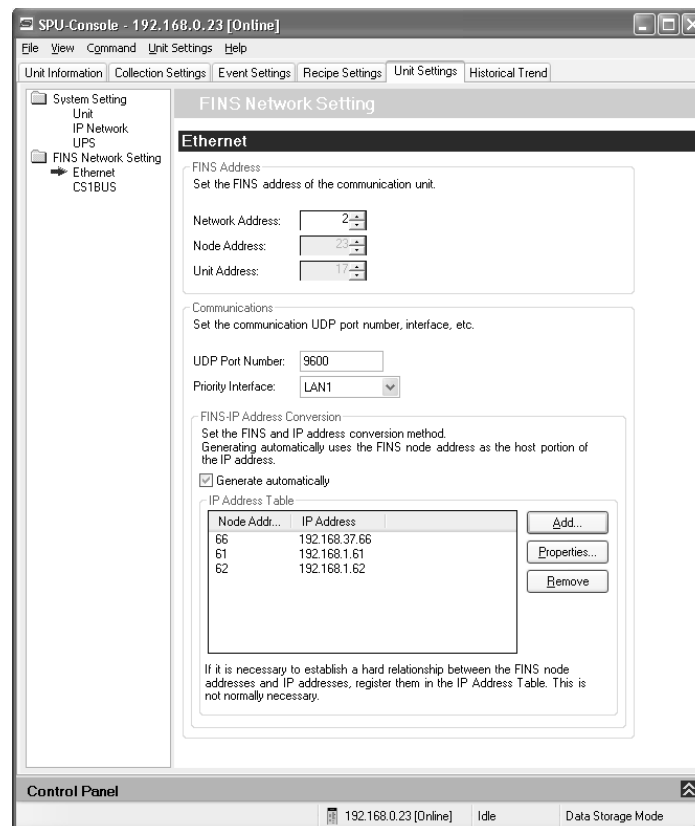 SPU-Console - 192.168.0.23 [Online]
File View Command Unit Settings Help
Unit Information Collection Settings Event Settings Recipe Settings Unit Settings Historical Trend
System Setting
Unit
IP Network
UPS
FINS Network Setting
Ethernet
CS1BUS
FINS Network Setting
Ethernet
FINS Address
Set the FINS address of the communication unit.
Network Address: 2
Node Address: 23
Unit Address: 17
Communications
Set the communication UDP port number, interface, etc.
UDP Port Number: 9600
Priority Interface: LAN1
FINS-IP Address Conversion
Set the FINS and IP address conversion method.
Generating automatically uses the FINS node address as the host portion of
the IP address.
Generate automatically
IP Address Table
Node Addr... IP Address
66 192.168.37.66
61 192.168.1.61
62 192.168.1.62
Add...
Properties...
Remove
If it is necessary to establish a hard relationship between the FINS node
addresses and IP addresses, register them in the IP Address Table. This is
not normally necessary.
Control Panel
192.168.0.23 [Online] Idle Data Storage Mode